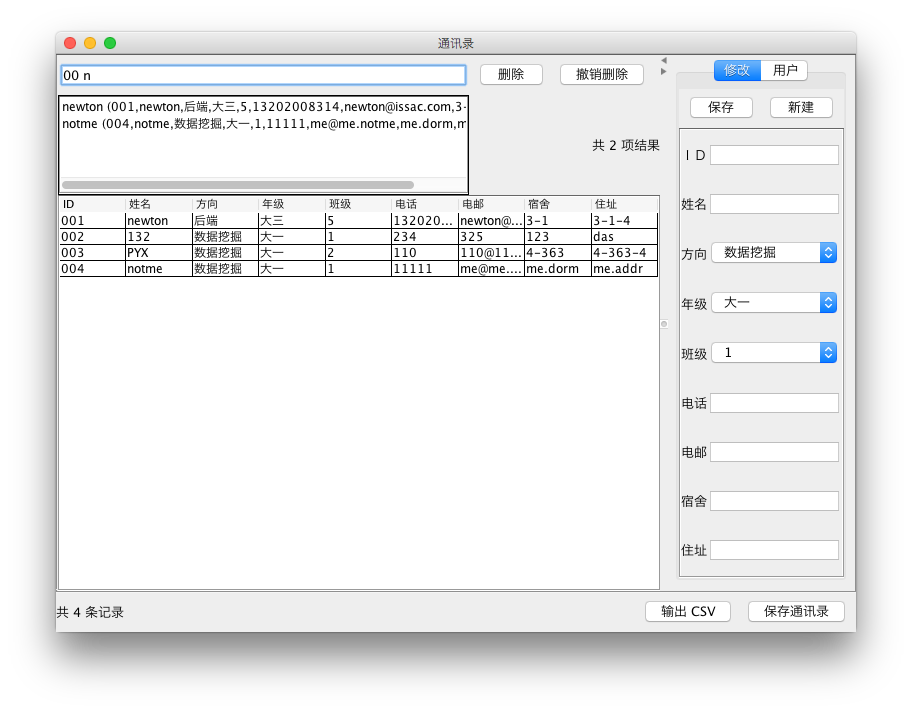 通讯录
00 n
删除
撤销删除
修改
用户
newton (001,newton,后端,大三,5,13202008314,newton@issac.com,3-
notme (004,notme,数据挖掘,大一,1,11111,me@me.notme,me.dorm,m
共 2 项结果
ID 姓名 方向 年级 班级 电话 电邮 宿舍 住址
001 newton 后端 大三 5 132020... newton@... 3-1 3-1-4
002 132 数据挖掘 大一 1 234 325 123 das
003 PYX 数据挖掘 大一 2 110 110@11... 4-363 4-363-4
004 notme 数据挖掘 大一 1 11111 me@me.... me.dorm me.addr
保存
新建
ID
姓名
方向 数据挖掘
年级 大一
班级 1
电话
电邮
宿舍
住址
共 4 条记录
输出 CSV
保存通讯录